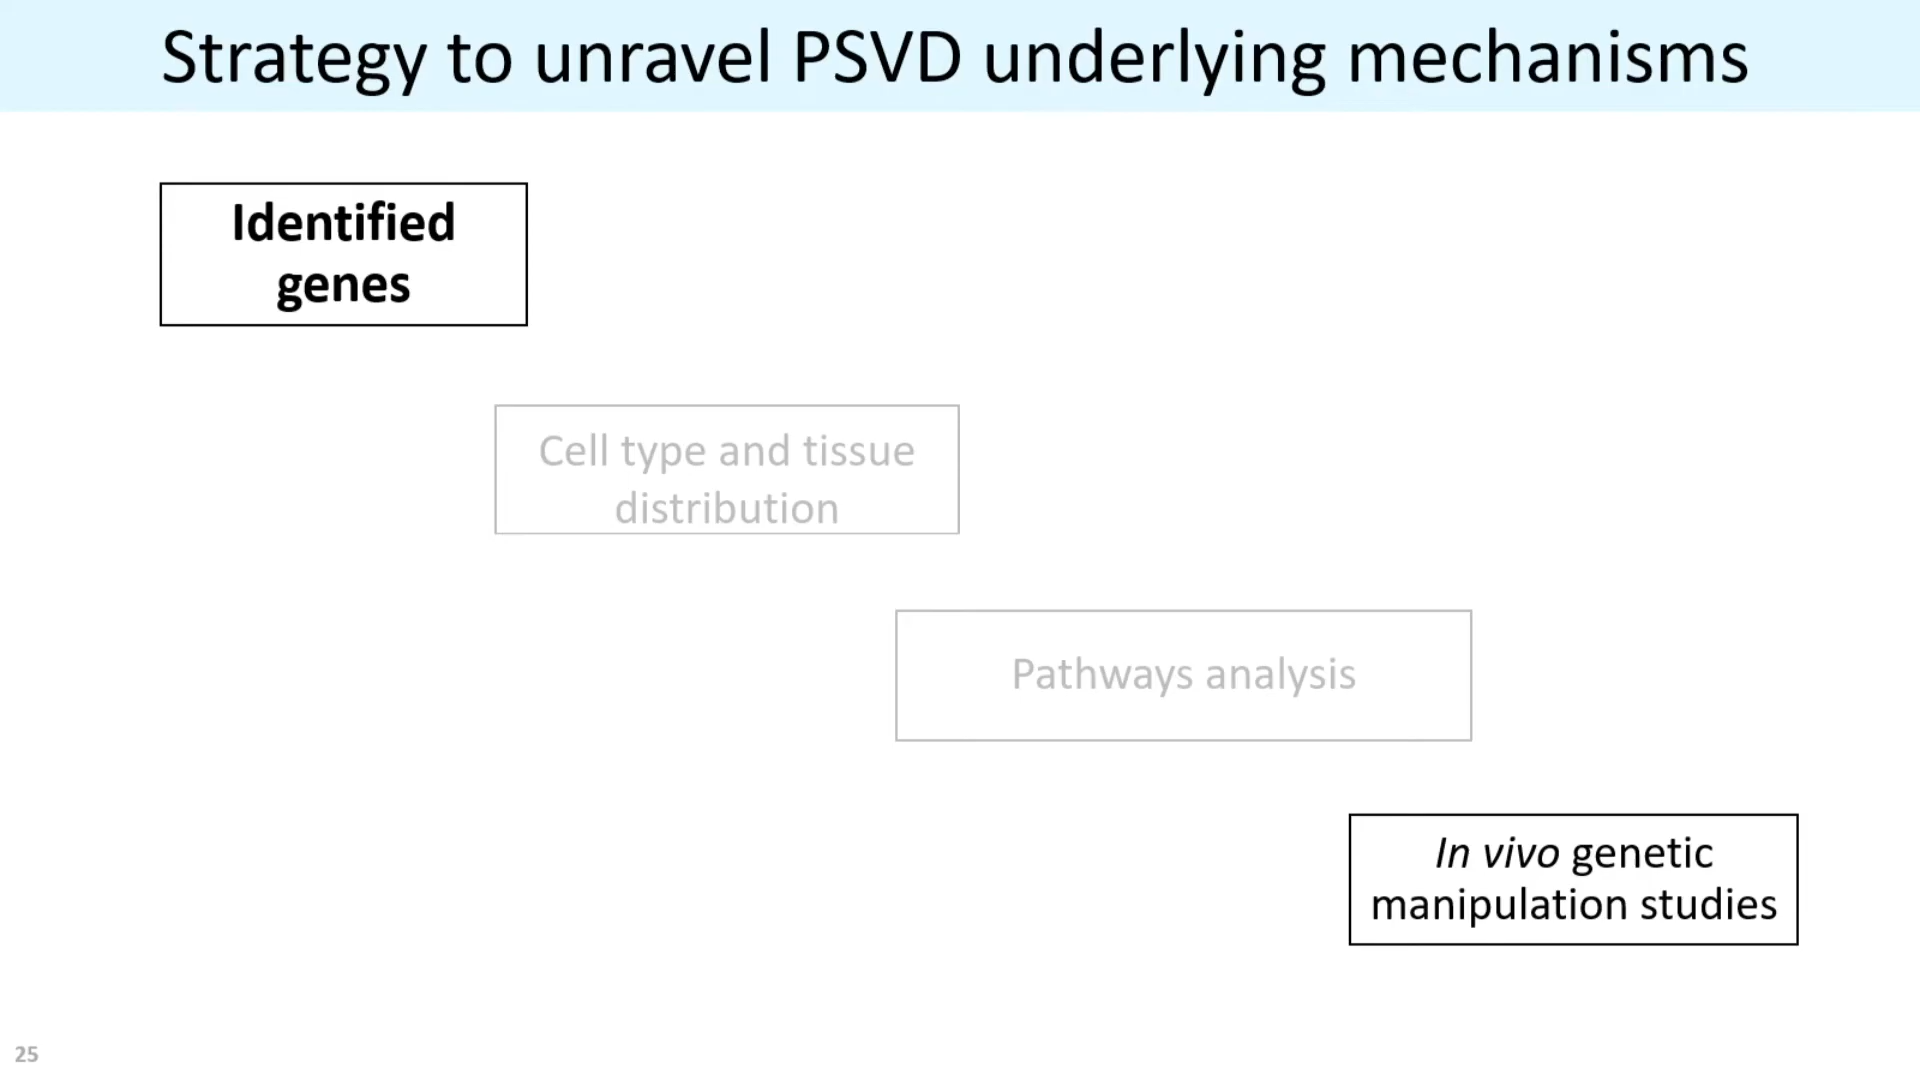 Strategy to unravel PSVD underlying mechanisms
Identified
genes
Cell type and tissue
distribution
Pathways analysis
In vivo genetic
manipulation studies
25